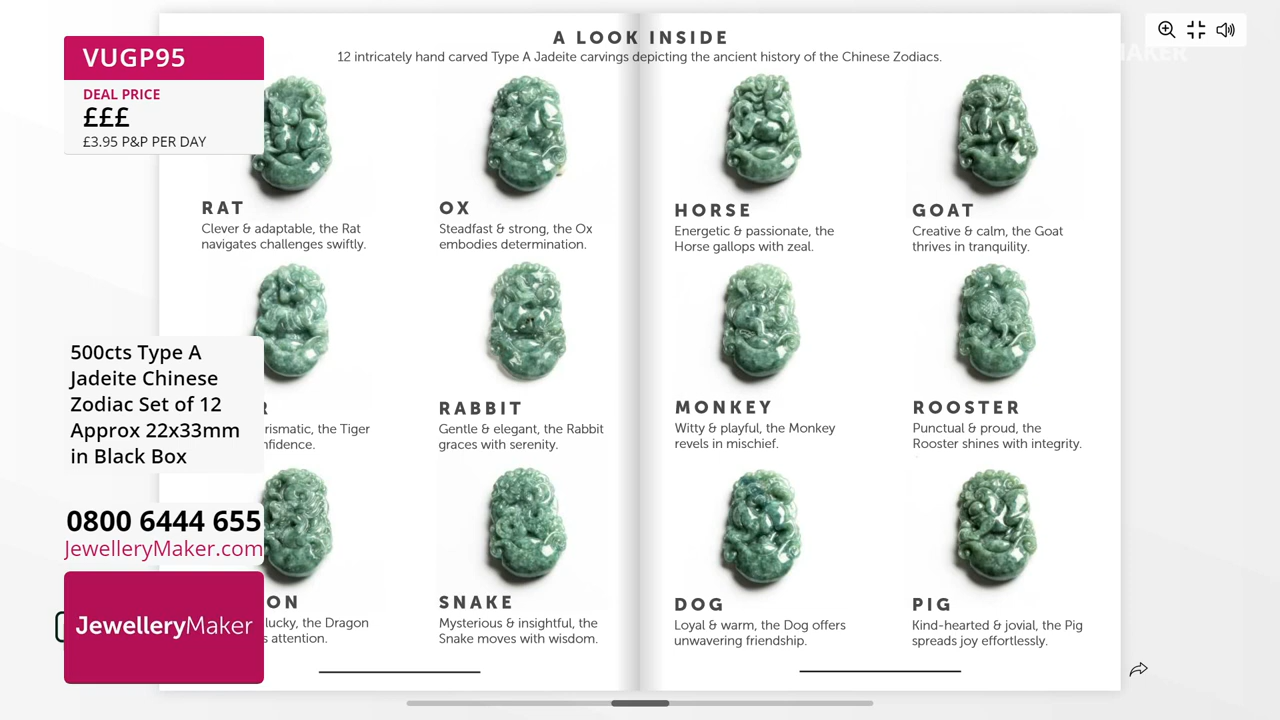 VUGP95
DEAL PRICE
£££
£3.95 P&P PER DAY
A LOOK INSIDE
12 intricately hand carved Type A Jadeite carvings depicting the ancient history of the Chinese Zodiacs.
RAT
Clever & adaptable, the Rat
navigates challenges swiftly.
OX
Steadfast & strong, the Ox
embodies determination.
R
rismatic, the Tiger
nfidence.
RABBIT
Gentle & elegant, the Rabbit
graces with serenity.
ON
lucky, the Dragon
s attention.
SNAKE
Mysterious & insightful, the
Snake moves with wisdom.
HORSE
Energetic & passionate, the
Horse gallops with zeal.
GOAT
Creative & calm, the Goat
thrives in tranquility.
MONKEY
Witty & playful, the Monkey
revels in mischief.
ROOSTER
Punctual & proud, the
Rooster shines with integrity.
DOG
Loyal & warm, the Dog offers
unwavering friendship.
PIG
Kind-hearted & jovial, the Pig
spreads joy effortlessly.
500cts Type A
Jadeite Chinese
Zodiac Set of 12
Approx 22x33mm
in Black Box
0800 6444 655
JewelleryMaker.com
JewelleryMaker